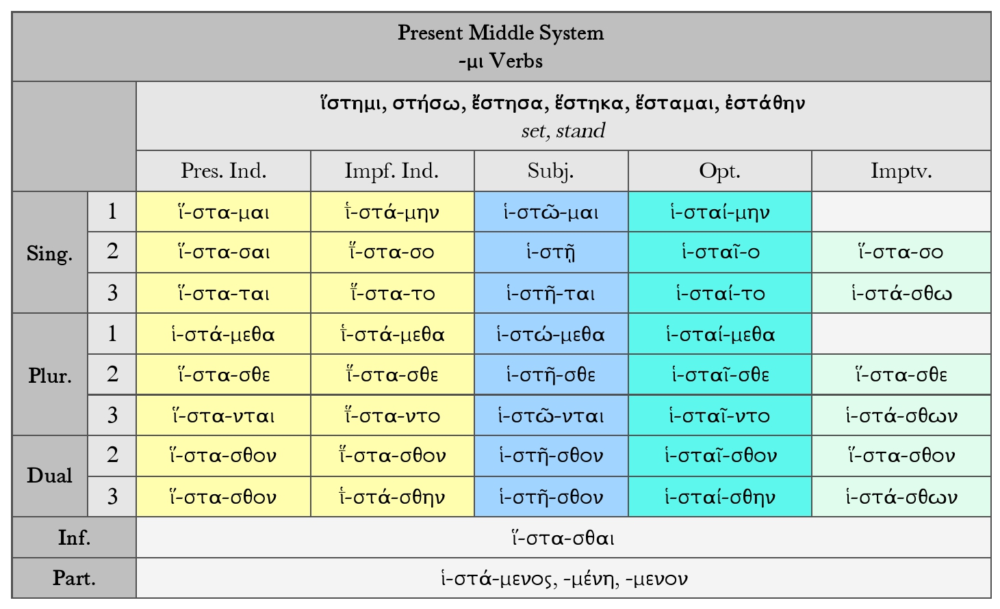 Present Middle System
-μι Verbs
ἵστημι, στήσω, ἔστησα, ἕστηκα, ἕσταμαι, ἐστάθην
set, stand
Pres. Ind. Impf. Ind. Subj. Opt. Imptv.
Sing.
1 ἵ-στα-μαι ῑ̔-στά-μην ἱ-στῶ-μαι ἱ-σταί-μην
2 ἵ-στα-σαι ῑ̔́-στα-σο ἱ-στῇ ἱ-σταῖ-ο ἵ-στα-σο
3 ἵ-στα-ται ῑ̔́-στα-το ἱ-στῆ-ται ἱ-σταί-το ἱ-στά-σθω
Plur.
1 ἱ-στά-μεθα ῑ̔-στά-μεθα ἱ-στώ-μεθα ἱ-σταί-μεθα
2 ἵ-στα-σθε ῑ̔́-στα-σθε ἱ-στῆ-σθε ἱ-σταῖ-σθε ἵ-στα-σθε
3 ἵ-στα-νται ῑ̔́-στα-ντο ἱ-στῶ-νται ἱ-σταῖ-ντο ἱ-στά-σθων
Dual
2 ἵ-στα-σθον ῑ̔́-στα-σθον ἱ-στῆ-σθον ἱ-σταῖ-σθον ἵ-στα-σθον
3 ἵ-στα-σθον ῑ̔-στά-σθην ἱ-στῆ-σθον ἱ-σταί-σθην ἱ-στά-σθων
Inf. ἵ-στα-σθαι
Part. ἱ-στά-μενος, -μένη, -μενον